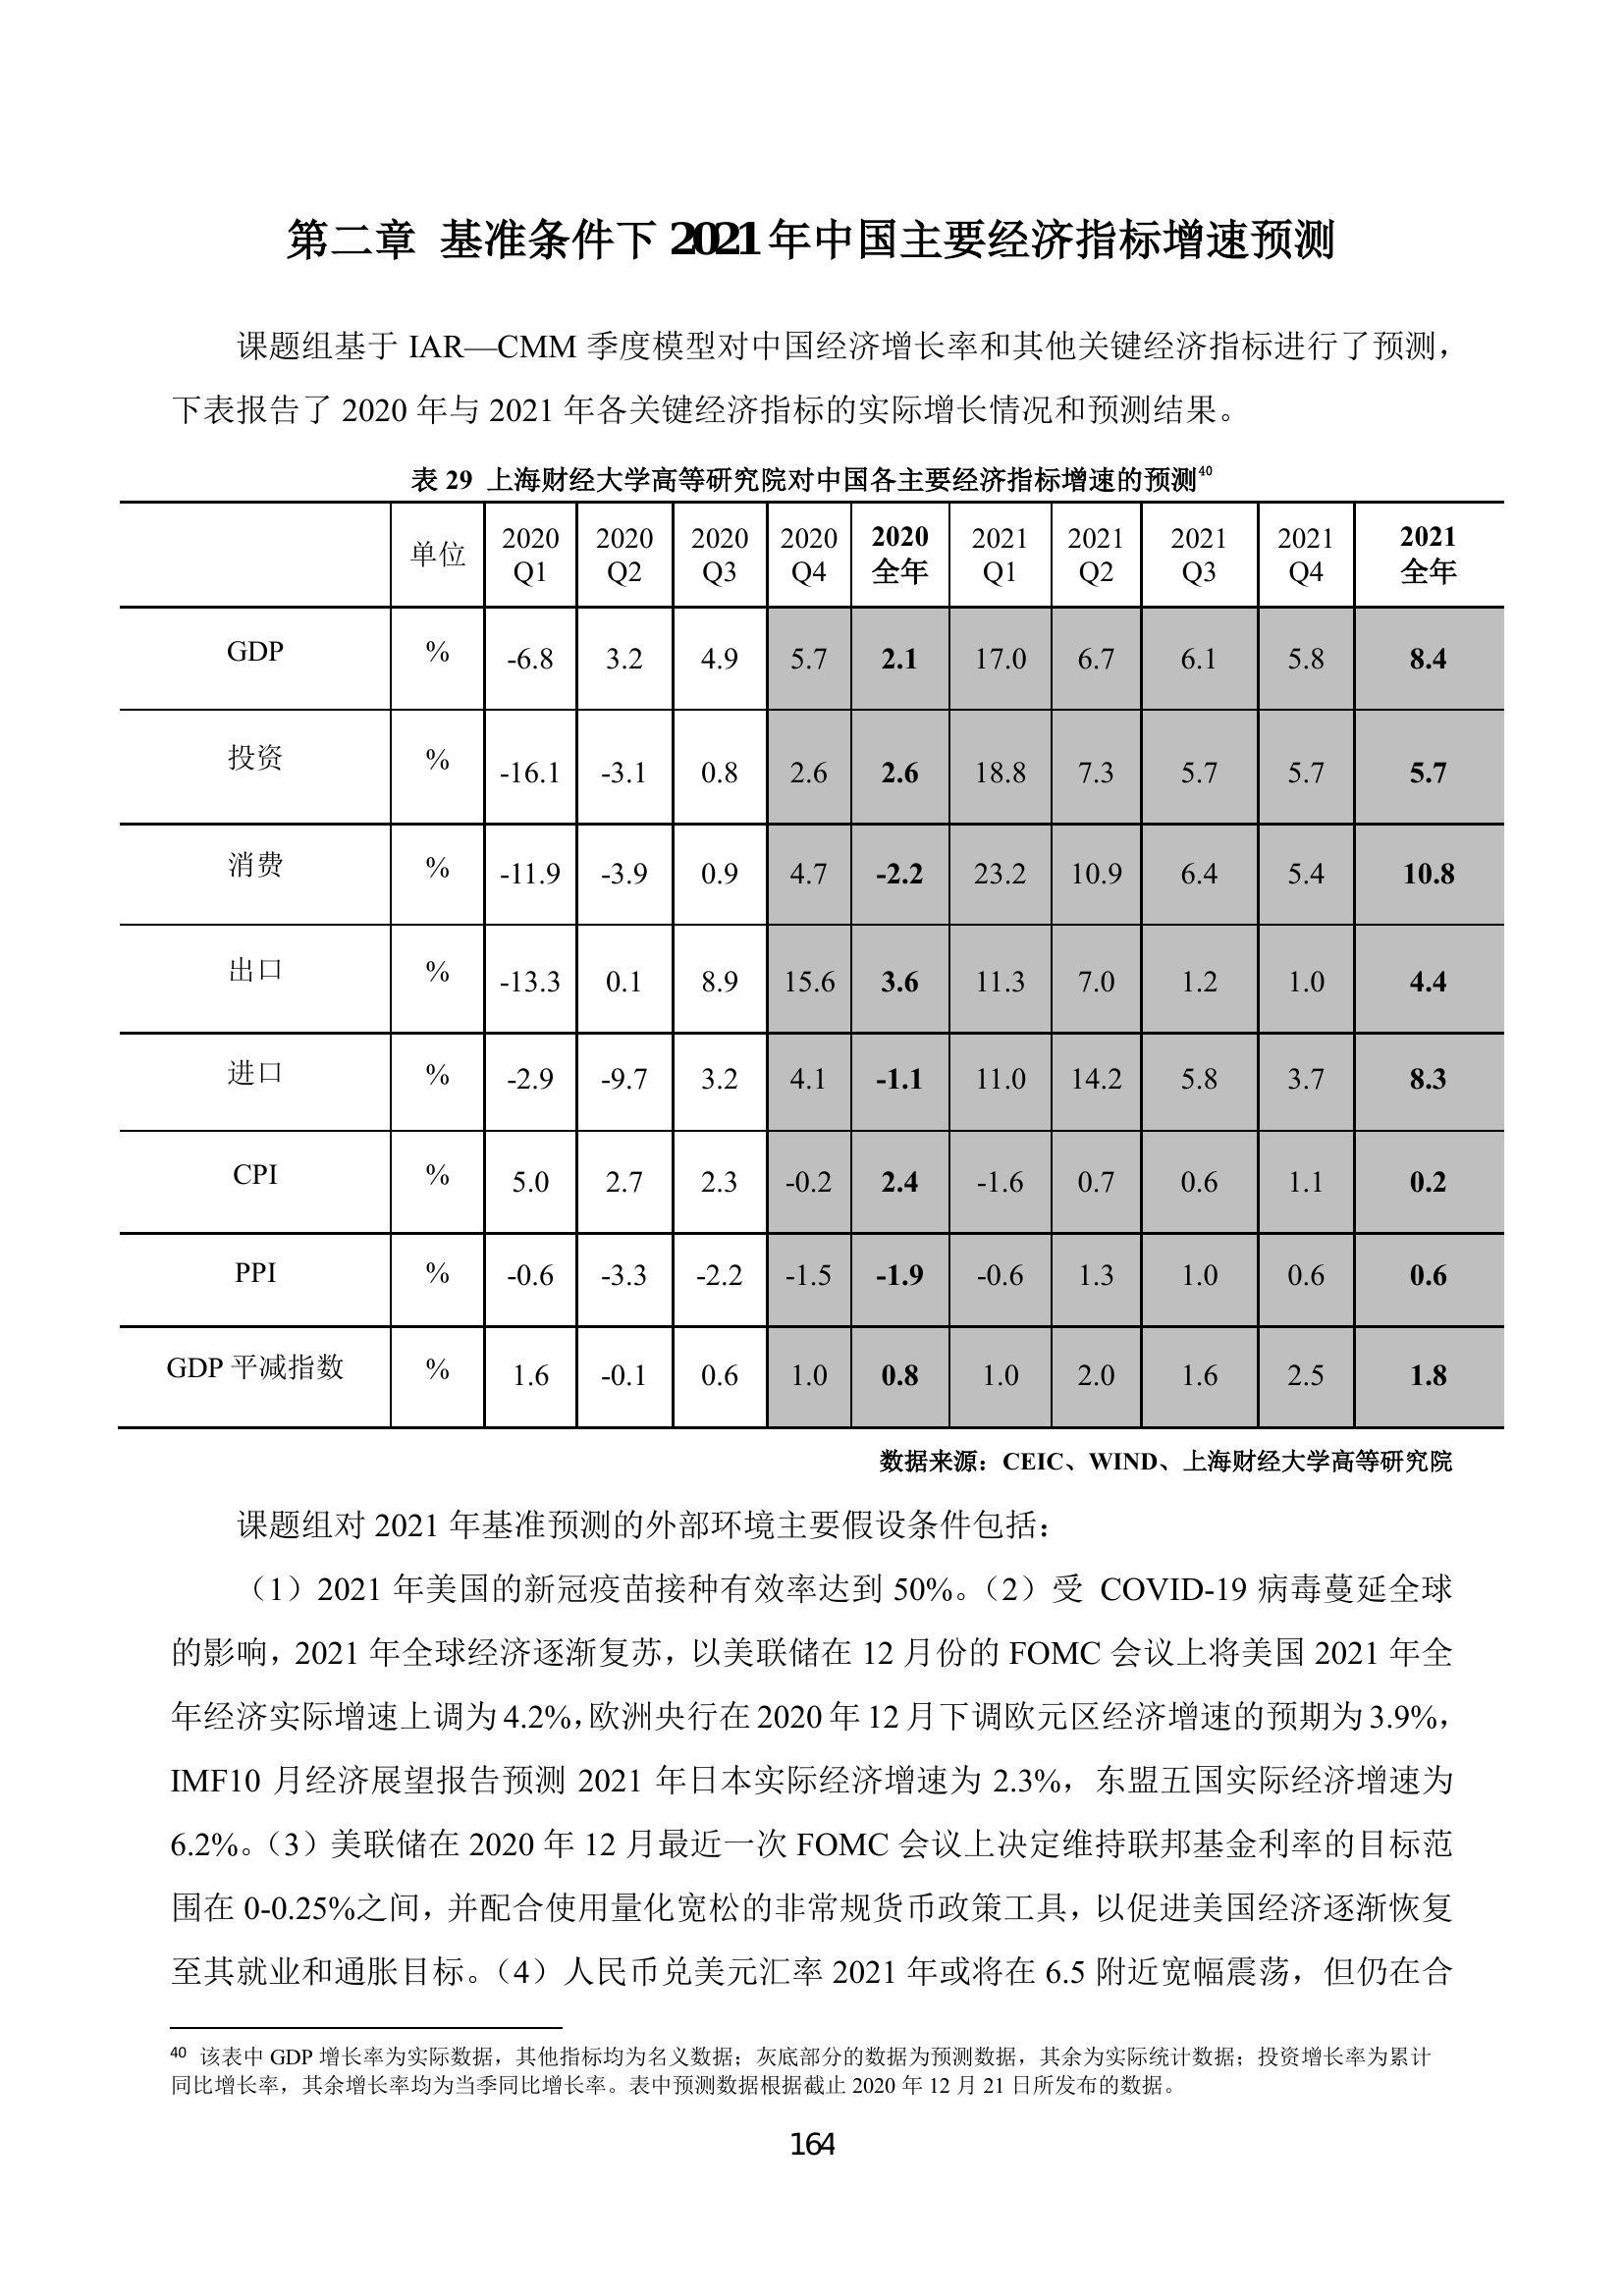 第二章 基准条件下 2021 年中国主要经济指标增速预测
课题组基于 IAR—CMM 季度模型对中国经济增长率和其他关键经济指标进行了预测，
下表报告了 2020 年与 2021 年各关键经济指标的实际增长情况和预测结果。
表 29 上海财经大学高等研究院对中国各主要经济指标增速的预测40
单位 2020 Q1 2020 Q2 2020 Q3 2020 Q4 2020 全年 2021 Q1 2021 Q2 2021 Q3 2021 Q4 2021 全年
GDP % -6.8 3.2 4.9 5.7 2.1 17.0 6.7 6.1 5.8 8.4
投资 % -16.1 -3.1 0.8 2.6 2.6 18.8 7.3 5.7 5.7 5.7
消费 % -11.9 -3.9 0.9 4.7 -2.2 23.2 10.9 6.4 5.4 10.8
出口 % -13.3 0.1 8.9 15.6 3.6 11.3 7.0 1.2 1.0 4.4
进口 % -2.9 -9.7 3.2 4.1 -1.1 11.0 14.2 5.8 3.7 8.3
CPI % 5.0 2.7 2.3 -0.2 2.4 -1.6 0.7 0.6 1.1 0.2
PPI % -0.6 -3.3 -2.2 -1.5 -1.9 -0.6 1.3 1.0 0.6 0.6
GDP 平减指数 % 1.6 -0.1 0.6 1.0 0.8 1.0 2.0 1.6 2.5 1.8
数据来源：CEIC、WIND、上海财经大学高等研究院
课题组对 2021 年基准预测的外部环境主要假设条件包括：
（1）2021 年美国的新冠疫苗接种有效率达到 50%。（2）受 COVID-19 病毒蔓延全球
的影响，2021 年全球经济逐渐复苏，以美联储在 12 月份的 FOMC 会议上将美国 2021 年全
年经济实际增速上调为 4.2%，欧洲央行在 2020 年 12 月下调欧元区经济增速的预期为 3.9%，
IMF10 月经济展望报告预测 2021 年日本实际经济增速为 2.3%，东盟五国实际经济增速为
6.2%。（3）美联储在 2020 年 12 月最近一次 FOMC 会议上决定维持联邦基金利率的目标范
围在 0-0.25%之间，并配合使用量化宽松的非常规货币政策工具，以促进美国经济逐渐恢复
至其就业和通胀目标。（4）人民币兑美元汇率 2021 年或将在 6.5 附近宽幅震荡，但仍在合
40 该表中 GDP 增长率为实际数据，其他指标均为名义数据；灰底部分的数据为预测数据，其余为实际统计数据；投资增长率为累计
同比增长率，其余增长率均为当季同比增长率。表中预测数据根据截止 2020 年 12 月 21 日所发布的数据。
164